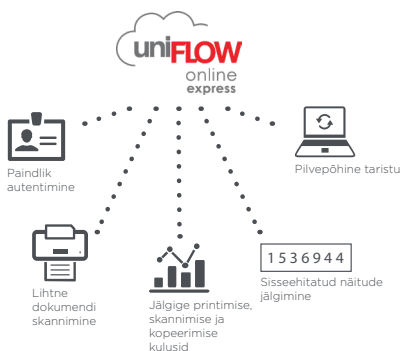 uniFLOW
online
express
Paindlik
autentimine
Pilvepõhine taristu
Lihtne
dokumendi
skannimine
Jälgige printimise,
skannimise ja
kopeerimise
kulusid
1536944
Sisseehitatud näitude
jälgimine